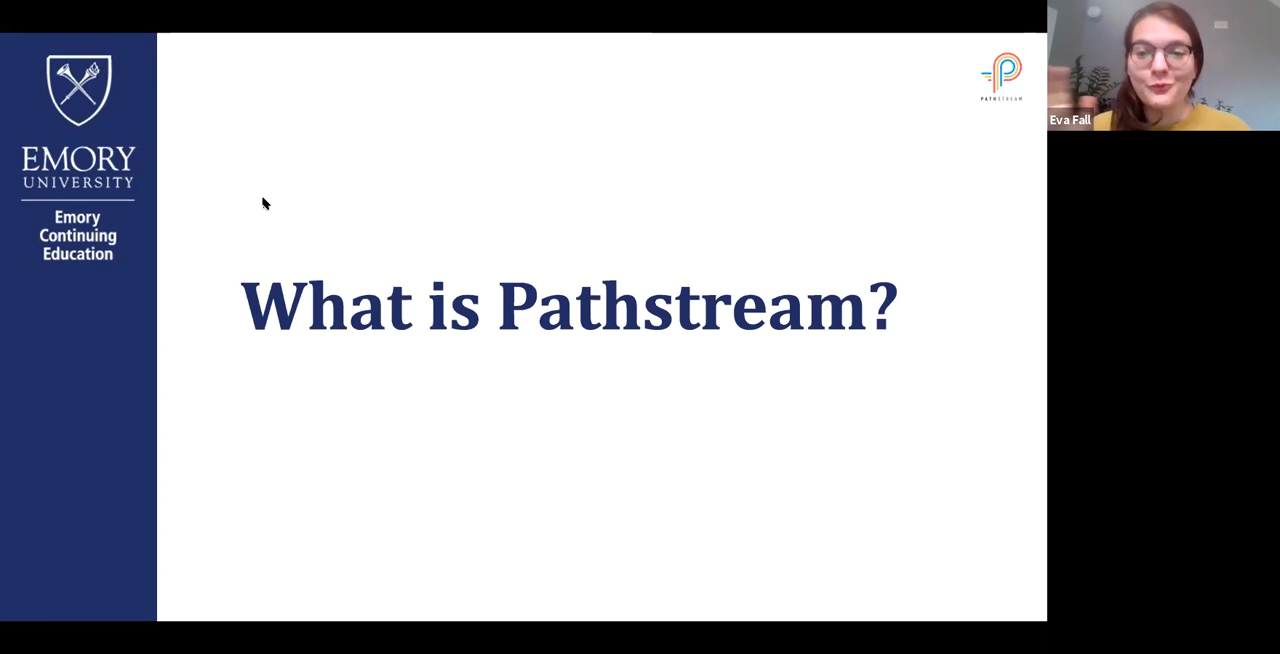 EMORY
UNIVERSITY
Emory
Continuing
Education
What is Pathstream?
PATHSTREAM
Eva Fall